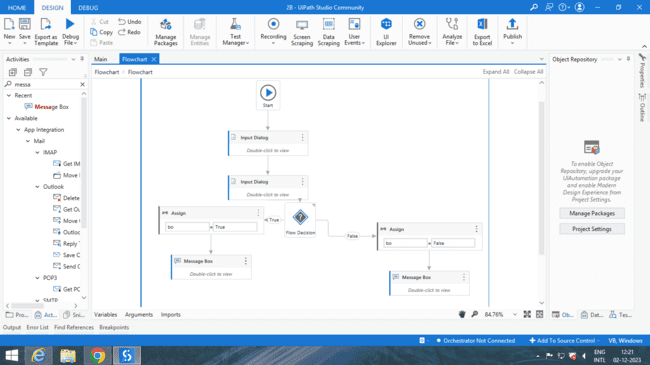 HOME DESIGN DEBUG
2B - UiPath Studio Community
New Save Export as Template Debug File
Cut Copy Paste Undo Redo
Manage Packages
Manage Entities
Test Manager
Recording
Screen Scraping
Data Scraping
User Events
UI Explorer
Remove Unused
Analyze File
Export to Excel
Publish
Activities
messa
Recent
Message Box
Available
App Integration
Mail
IMAP
Get IM
Move
Outlook
Delete
Get Ou
Move
Outloo
Reply
Save
Send
POP3
Get PO
SMTP
Main Flowchart
Flowchart > Flowchart
Expand All Collapse All
Start
Input Dialog
Double-click to view
Input Dialog
Double-click to view
Assign
bo = True
True
Flow Decision
False
Assign
bo = False
Message Box
Double-click to view
Message Box
Double-click to view
Object Repository
To enable Object
Repository, upgrade your
UIAutomation package and
enable Modern
Design Experience from
Project Settings.
Manage Packages
Project Settings
Properties
Outline
Pro... Act... Sni...
Variables Arguments Imports
84.76%
Ob... Dat... Tes...
Output Error List Find References Breakpoints
Orchestrator Not Connected
Add To Source Control
VB, Windows
ENG
INTL
12:21
02-12-2023